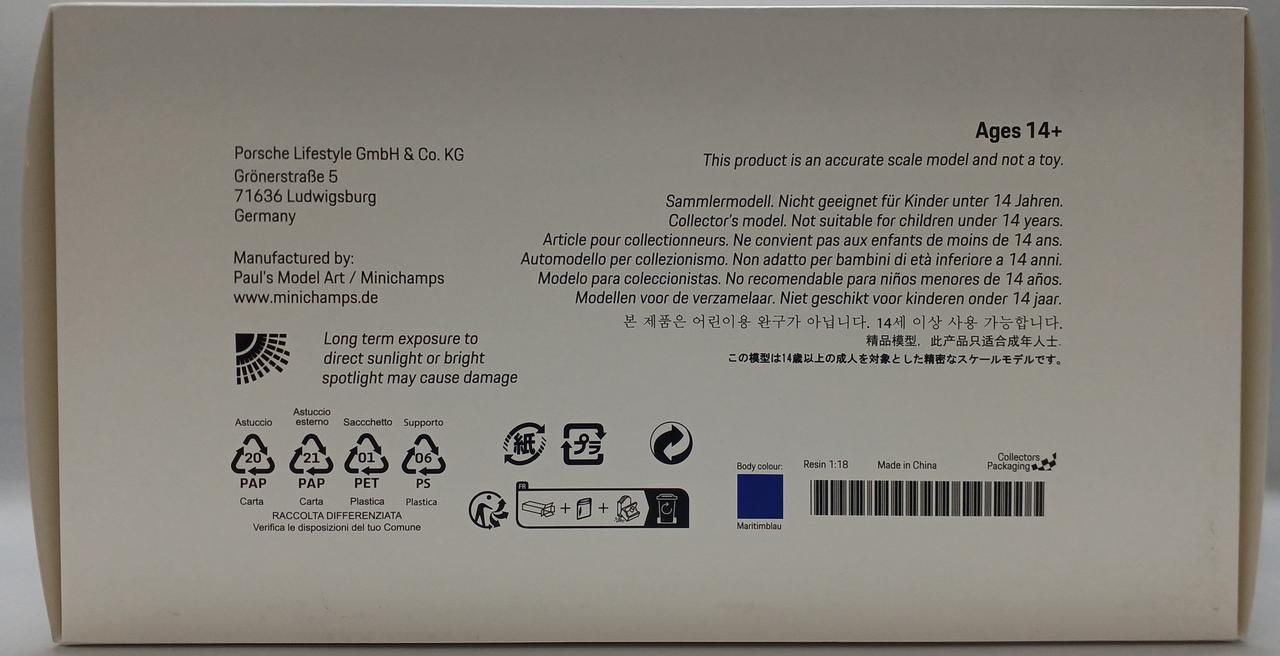 Porsche Lifestyle GmbH & Co. KG
Grönerstraße 5
71636 Ludwigsburg
Germany
Manufactured by:
Paul's Model Art / Minichamps
www.minichamps.de
Long term exposure to
direct sunlight or bright
spotlight may cause damage
Ages 14+
This product is an accurate scale model and not a toy.
Sammlermodell. Nicht geeignet für Kinder unter 14 Jahren.
Collector's model. Not suitable for children under 14 years.
Article pour collectionneurs. Ne convient pas aux enfants de moins de 14 ans.
Automodello per collezionismo. Non adatto per bambini di età inferiore a 14 anni.
Modelo para coleccionistas. No recomendable para niños menores de 14 años.
Modellen voor de verzamelaar. Niet geschikt voor kinderen onder 14 jaar.
본 제품은 어린이용 완구가 아닙니다. 14세 이상 사용 가능합니다.
精品模型，此产品只适合成年人士.
この模型は14歳以上の成人を対象とした精密なスケールモデルです。
Astuccio
Astuccio
esterno
Saccchetto
Supporto
20
21
01
06
PAP
PAP
PET
PS
Carta
Carta
Plastica
Plastica
RACCOLTA DIFFERENZIATA
Verifica le disposizioni del tuo Comune
紙
プラ
FR
+
+
Body colour:
Maritimblau
Resin 1:18
Made in China
Collectors
Packaging